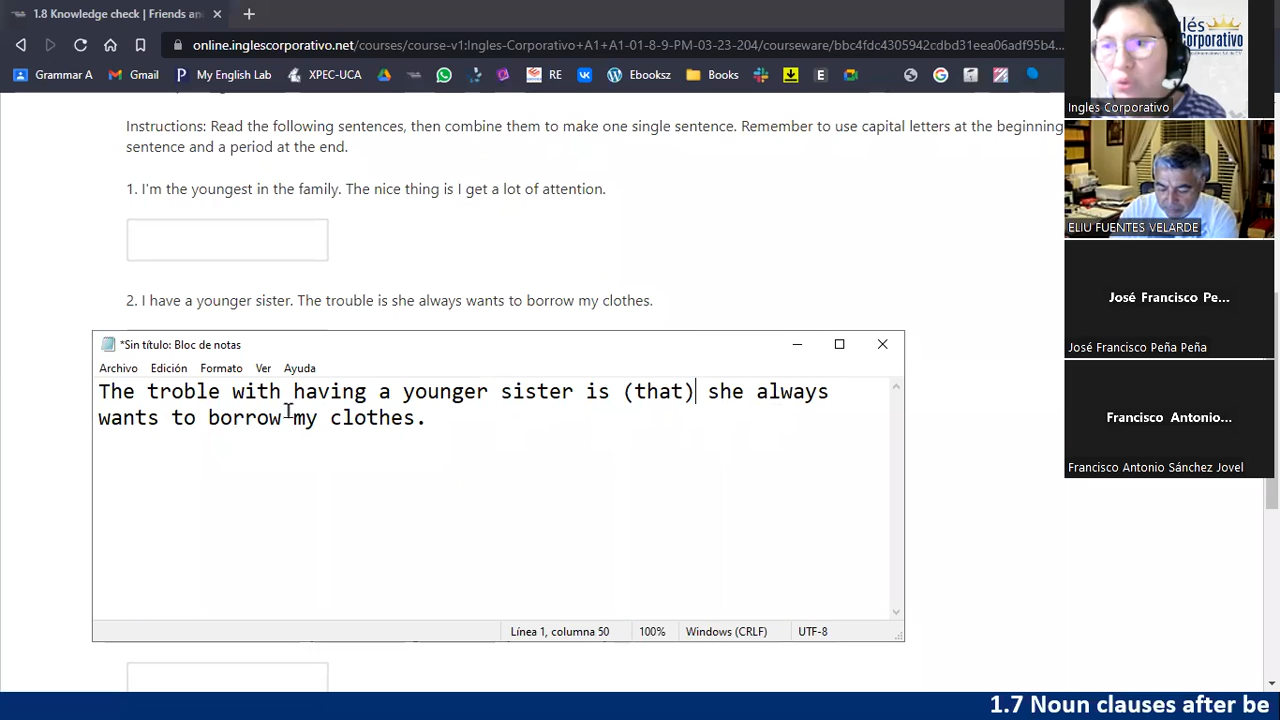 1.8 Knowledge check | Friends an
online.inglescorporativo.net/courses/course-v1:Ingles-Corporativo+A1+A1-01-8-9-PM-03-23-204/courseware/bbc4fdc4305942cdbd31eea06adf95b4...
Grammar A
Gmail
My English Lab
XPEC-UCA
RE
Ebooksz
Books
Instructions: Read the following sentences, then combine them to make one single sentence. Remember to use capital letters at the beginning
sentence and a period at the end.
1. I'm the youngest in the family. The nice thing is I get a lot of attention.
2. I have a younger sister. The trouble is she always wants to borrow my clothes.
*Sin título: Bloc de notas
Archivo Edición Formato Ver Ayuda
The troble with having a younger sister is (that) she always
wants to borrow my clothes.
Línea 1, columna 50 100% Windows (CRLF) UTF-8
glés
Corporativo
Ingles Corporativo
ELIU FUENTES VELARDE
José Francisco Pe...
José Francisco Peña Peña
Francisco Antonio...
Francisco Antonio Sánchez Jovel
1.7 Noun clauses after be